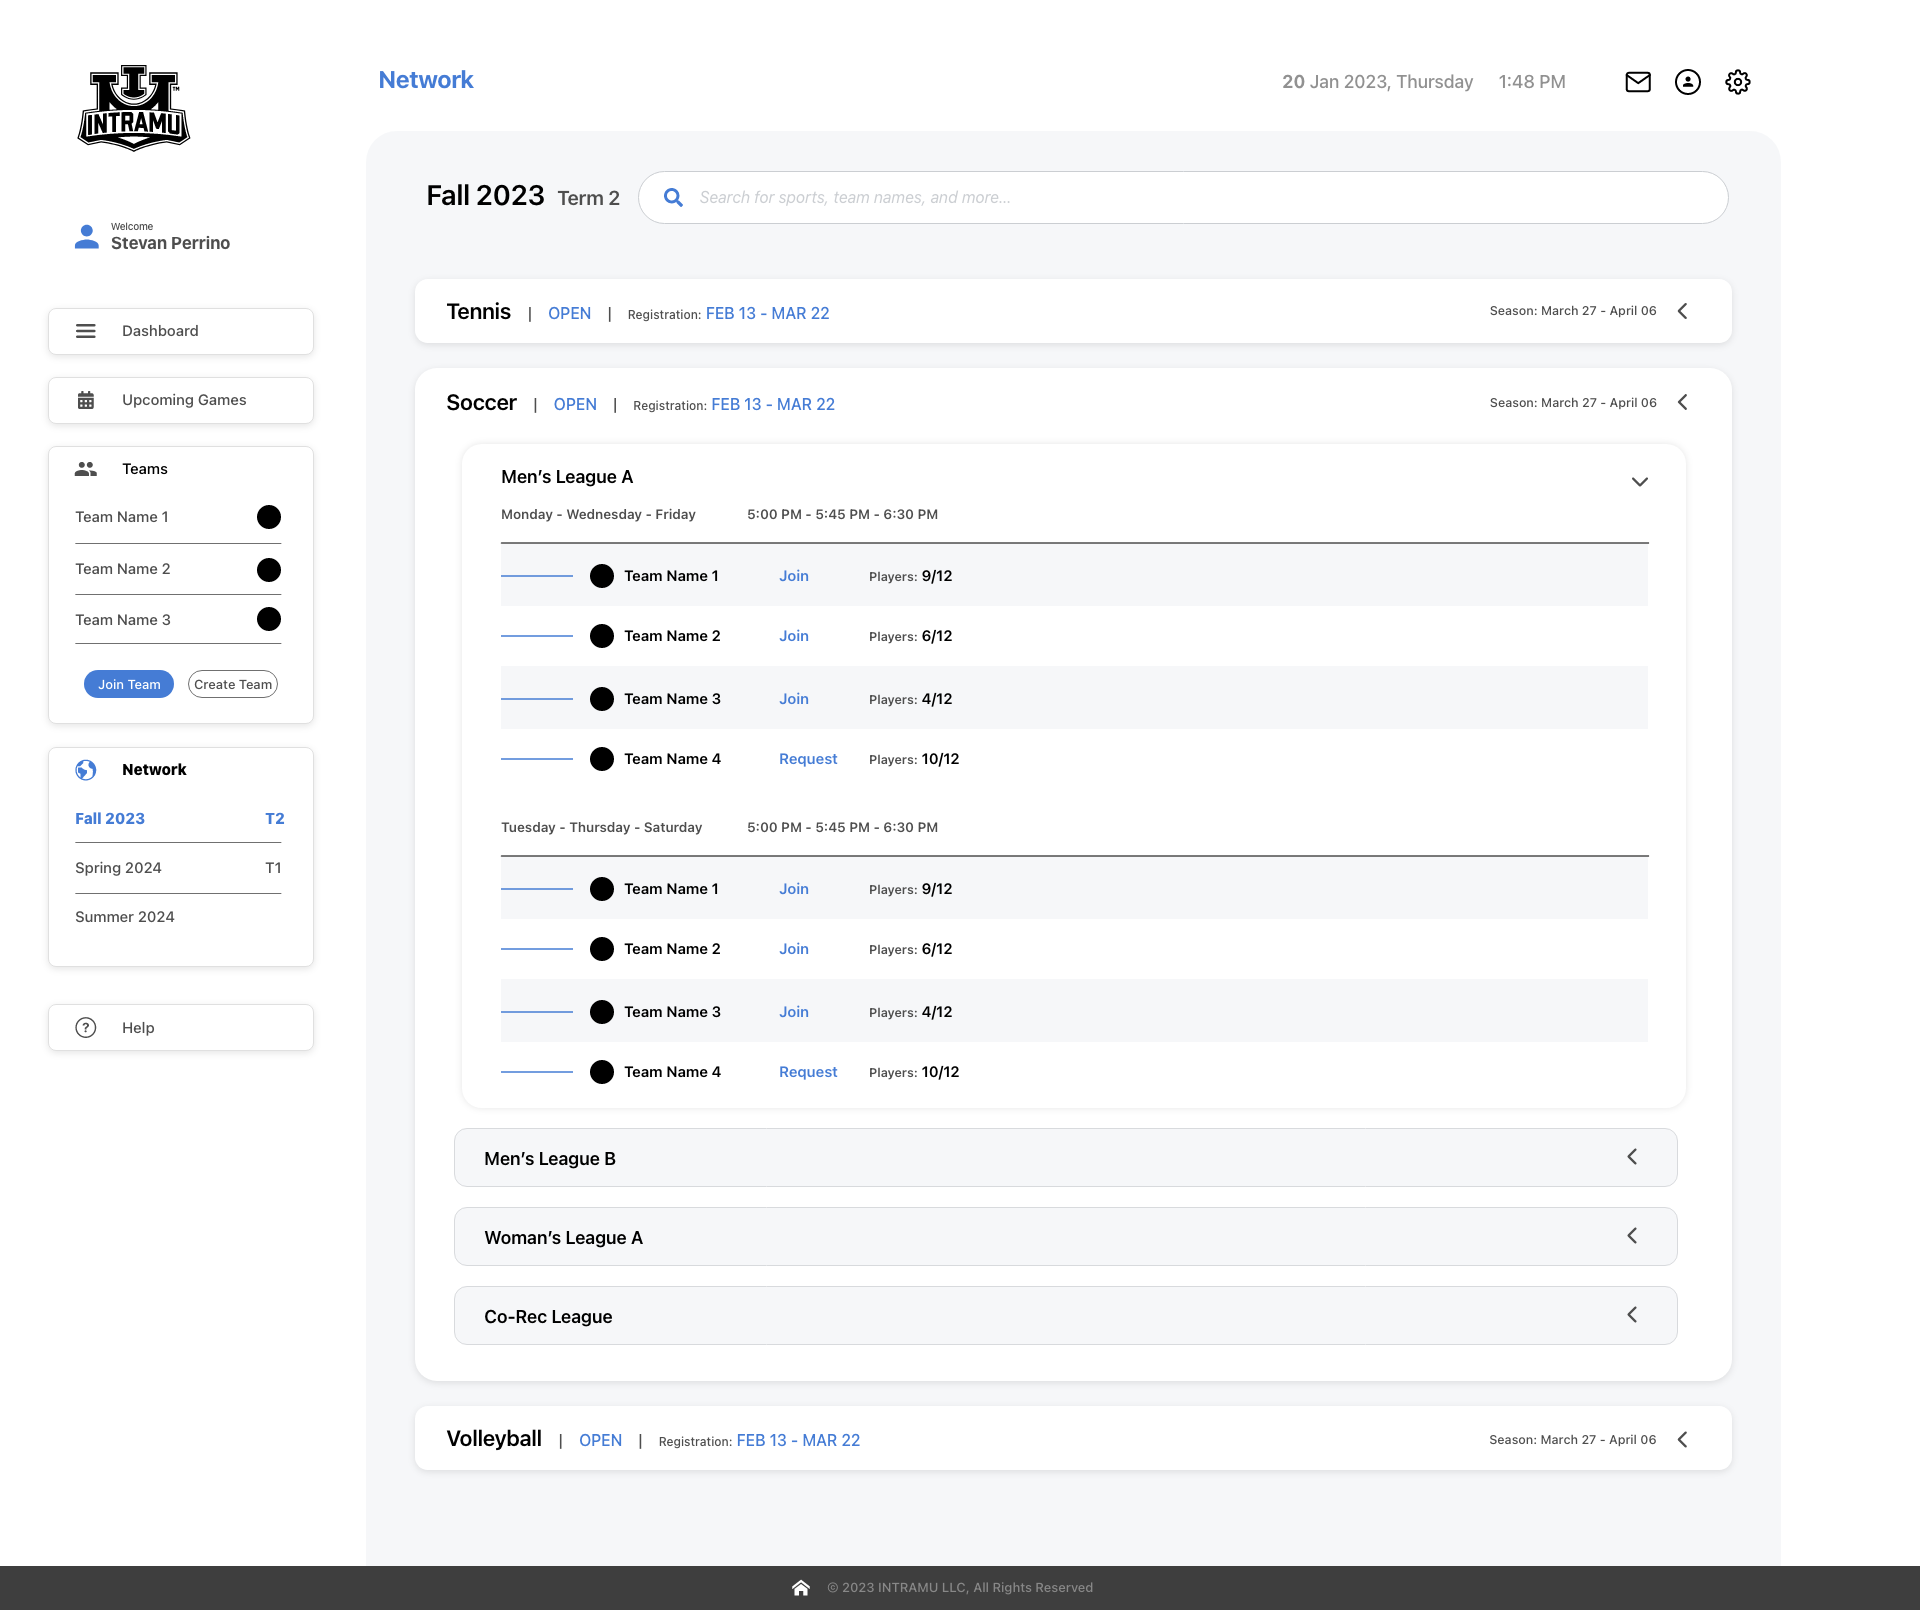 INTRAMU
TM
Network
20 Jan 2023, Thursday 1:48 PM
Welcome
Stevan Perrino
Dashboard
Upcoming Games
Teams
Team Name 1
Team Name 2
Team Name 3
Join Team Create Team
Network
Fall 2023 T2
Spring 2024 T1
Summer 2024
? Help
Fall 2023 Term 2 Search for sports, team names, and more...
Tennis | OPEN | Registration: FEB 13 - MAR 22 Season: March 27 - April 06
Soccer | OPEN | Registration: FEB 13 - MAR 22 Season: March 27 - April 06
Men’s League A
Monday - Wednesday - Friday 5:00 PM - 5:45 PM - 6:30 PM
Team Name 1 Join Players: 9/12
Team Name 2 Join Players: 6/12
Team Name 3 Join Players: 4/12
Team Name 4 Request Players: 10/12
Tuesday - Thursday - Saturday 5:00 PM - 5:45 PM - 6:30 PM
Team Name 1 Join Players: 9/12
Team Name 2 Join Players: 6/12
Team Name 3 Join Players: 4/12
Team Name 4 Request Players: 10/12
Men’s League B
Woman’s League A
Co-Rec League
Volleyball | OPEN | Registration: FEB 13 - MAR 22 Season: March 27 - April 06
© 2023 INTRAMU LLC, All Rights Reserved